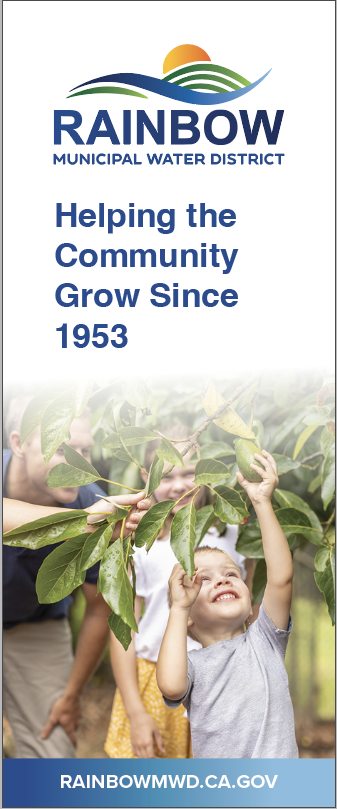 RAINBOW
MUNICIPAL WATER DISTRICT
Helping the
Community
Grow Since
1953
RAINBOWMWD.CA.GOV